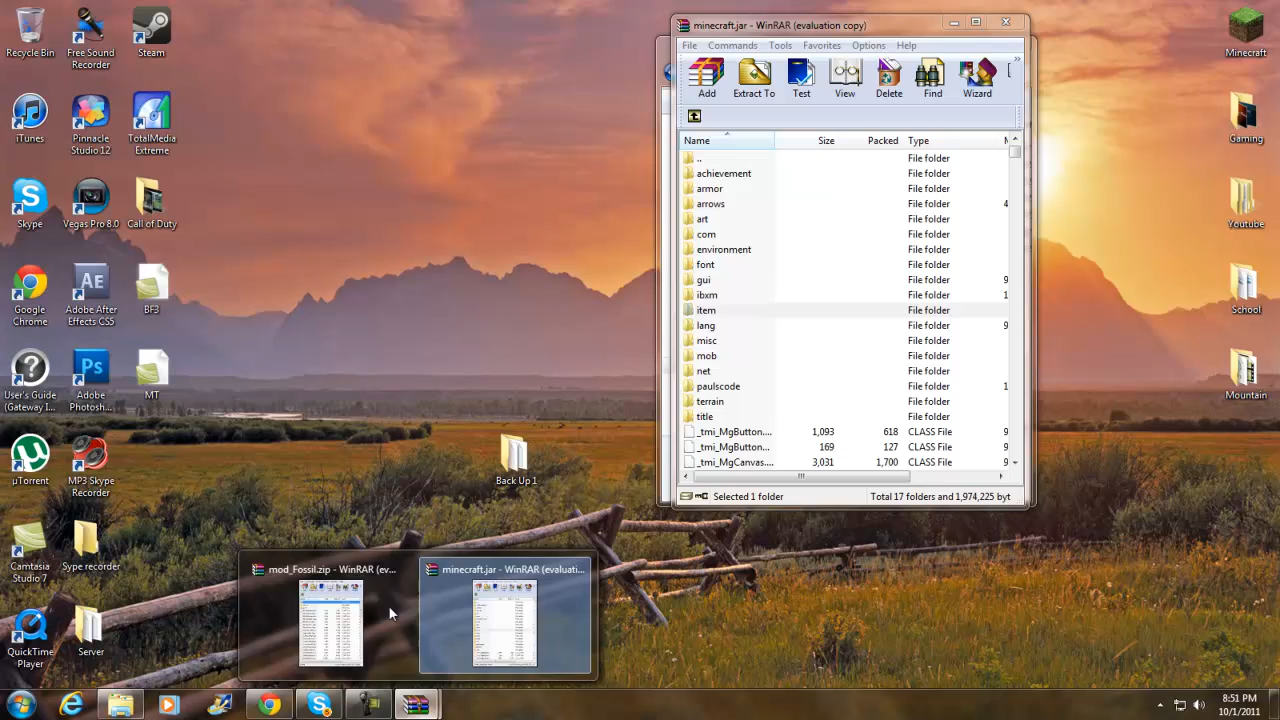 Recycle Bin
Free Sound
Recorder
Steam
iTunes
Pinnacle
Studio 12
TotalMedia
Extreme
Skype
Vegas Pro 8.0
Call of Duty
Google
Chrome
Adobe After
Effects CS5
BF3
User's Guide
(Gateway I...
Adobe
Photosh...
MT
µTorrent
MP3 Skype
Recorder
Camtasia
Studio 7
Sype recorder
QuickTime
Player
Server
Back Up 1
minecraft.jar - WinRAR (evaluation copy)
File Commands Tools Favorites Options Help
Add Extract To Test View Delete Find Wizard
Name Size Packed Type M
.. File folder
achievement File folder
armor File folder
arrows File folder 4
art File folder
com File folder
environment File folder
font File folder
gui File folder 9
ibxm File folder 1
item File folder
lang File folder 9
misc File folder
mob File folder
net File folder
paulscode File folder 1
terrain File folder
title File folder
_tmi_MgButton.... 1,093 618 CLASS File 9
_tmi_MgButton... 169 127 CLASS File 9
_tmi_MgCanvas.... 3,031 1,700 CLASS File 9
Selected 1 folder Total 17 folders and 1,974,225 byt
Minecraft
Gaming
Youtube
School
Mountain
mod_Fossil.zip - WinRAR (ev...
minecraft.jar - WinRAR (evaluati...
8:51 PM
10/1/2011